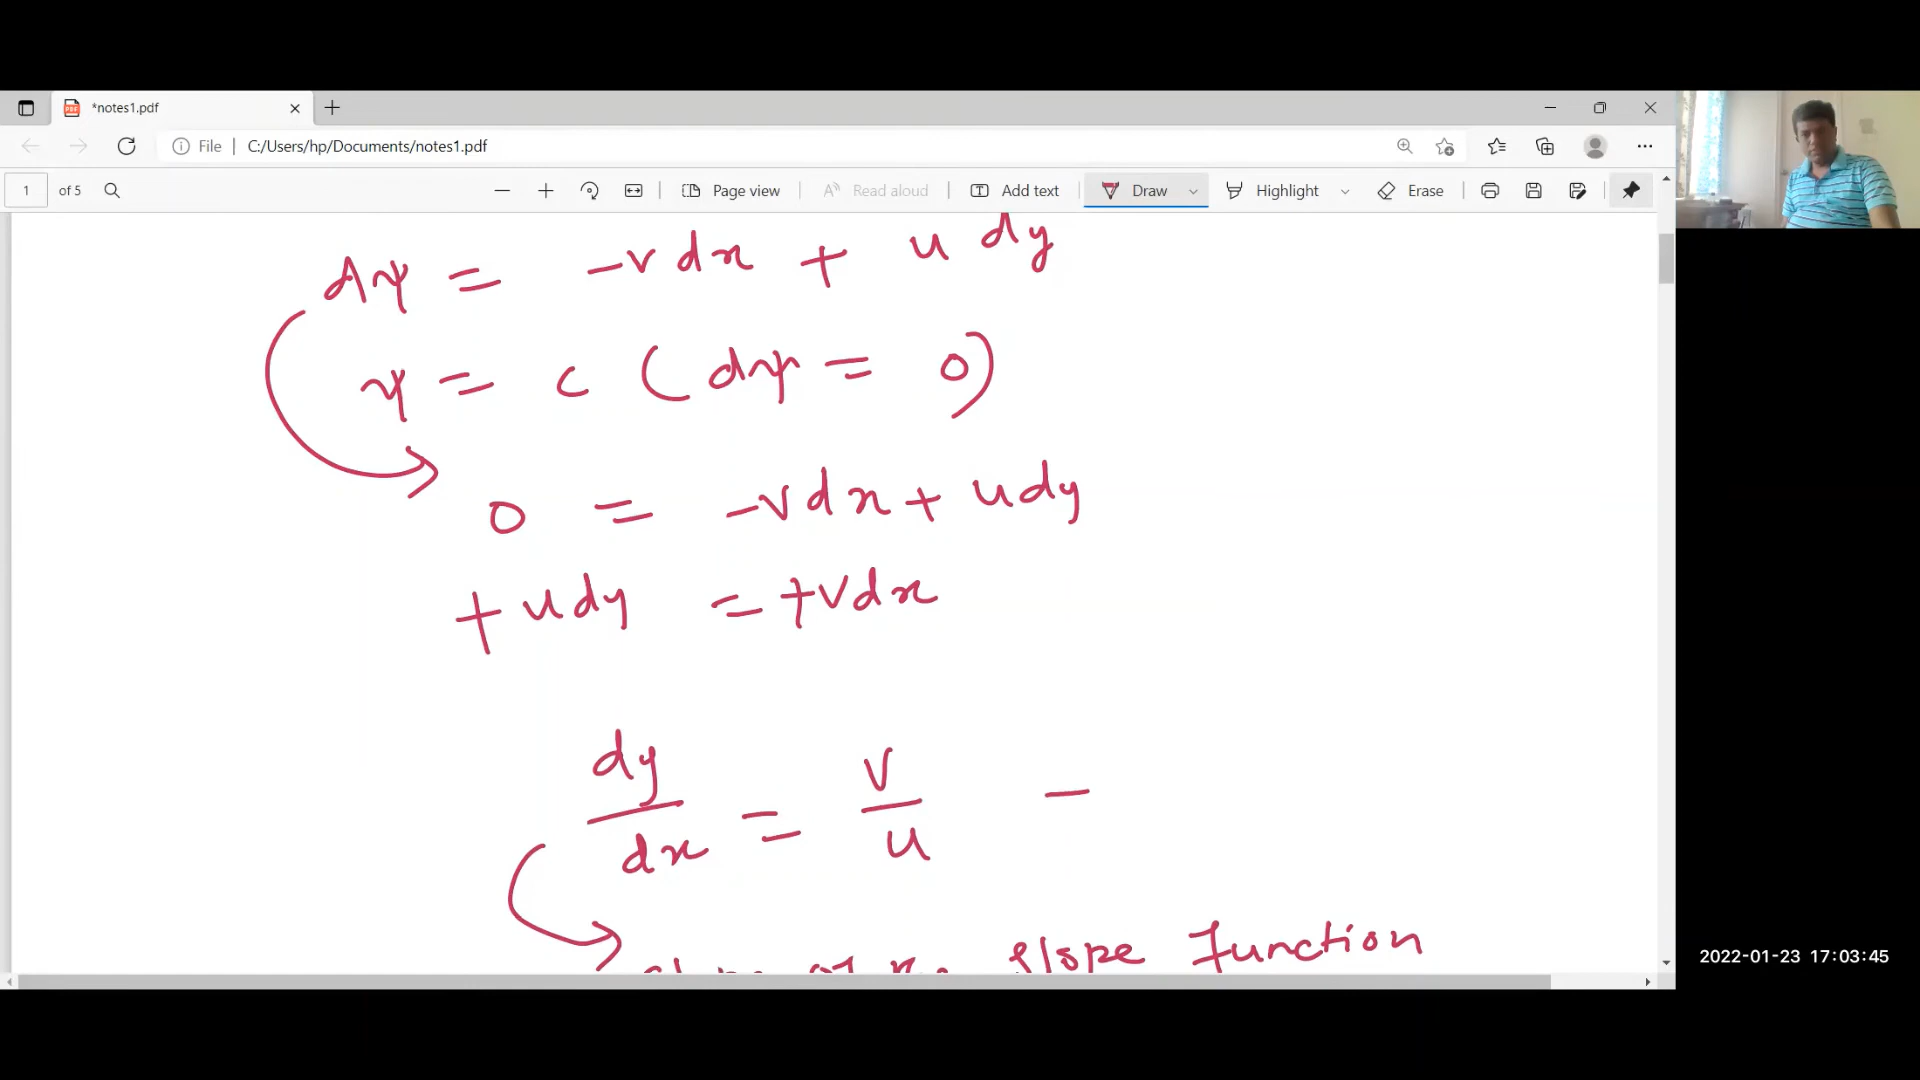 *notes1.pdf
File | C:/Users/hp/Documents/notes1.pdf
1 of 5 Page view Read aloud Add text Draw Highlight Erase
dψ = -v dx + u dy
ψ = c (dψ = 0)
0 = -v dx + u dy
+ u dy = + v dx
dy/dx = v/u —
slope Function
2022-01-23 17:03:45